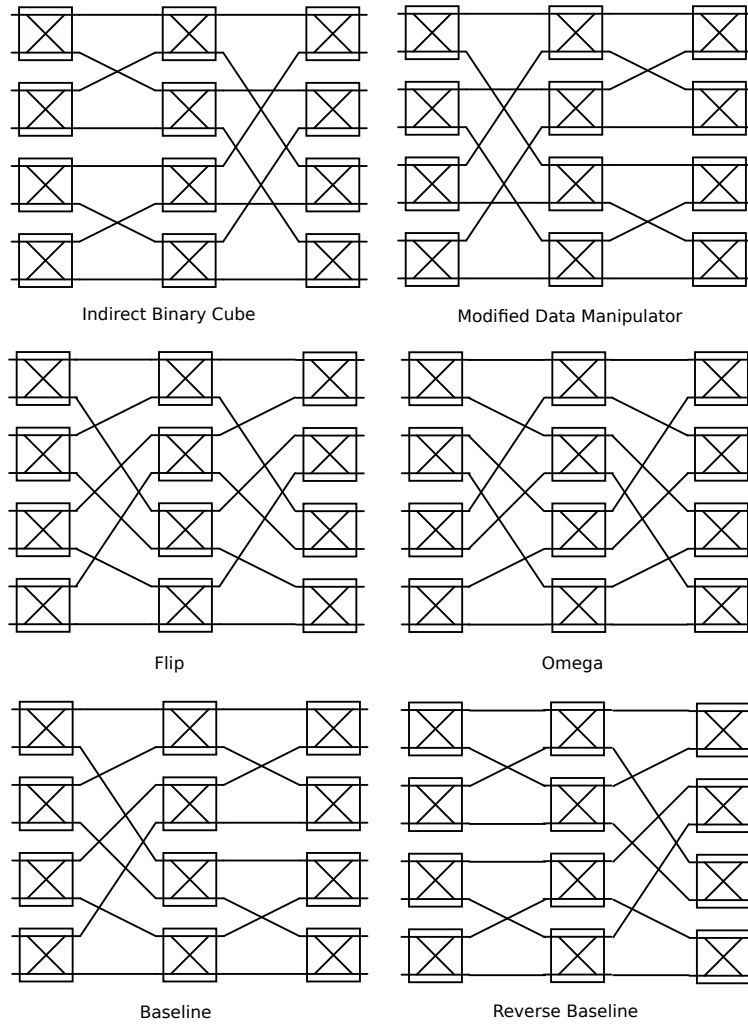 Indirect Binary Cube
Modified Data Manipulator
Flip
Omega
Baseline
Reverse Baseline